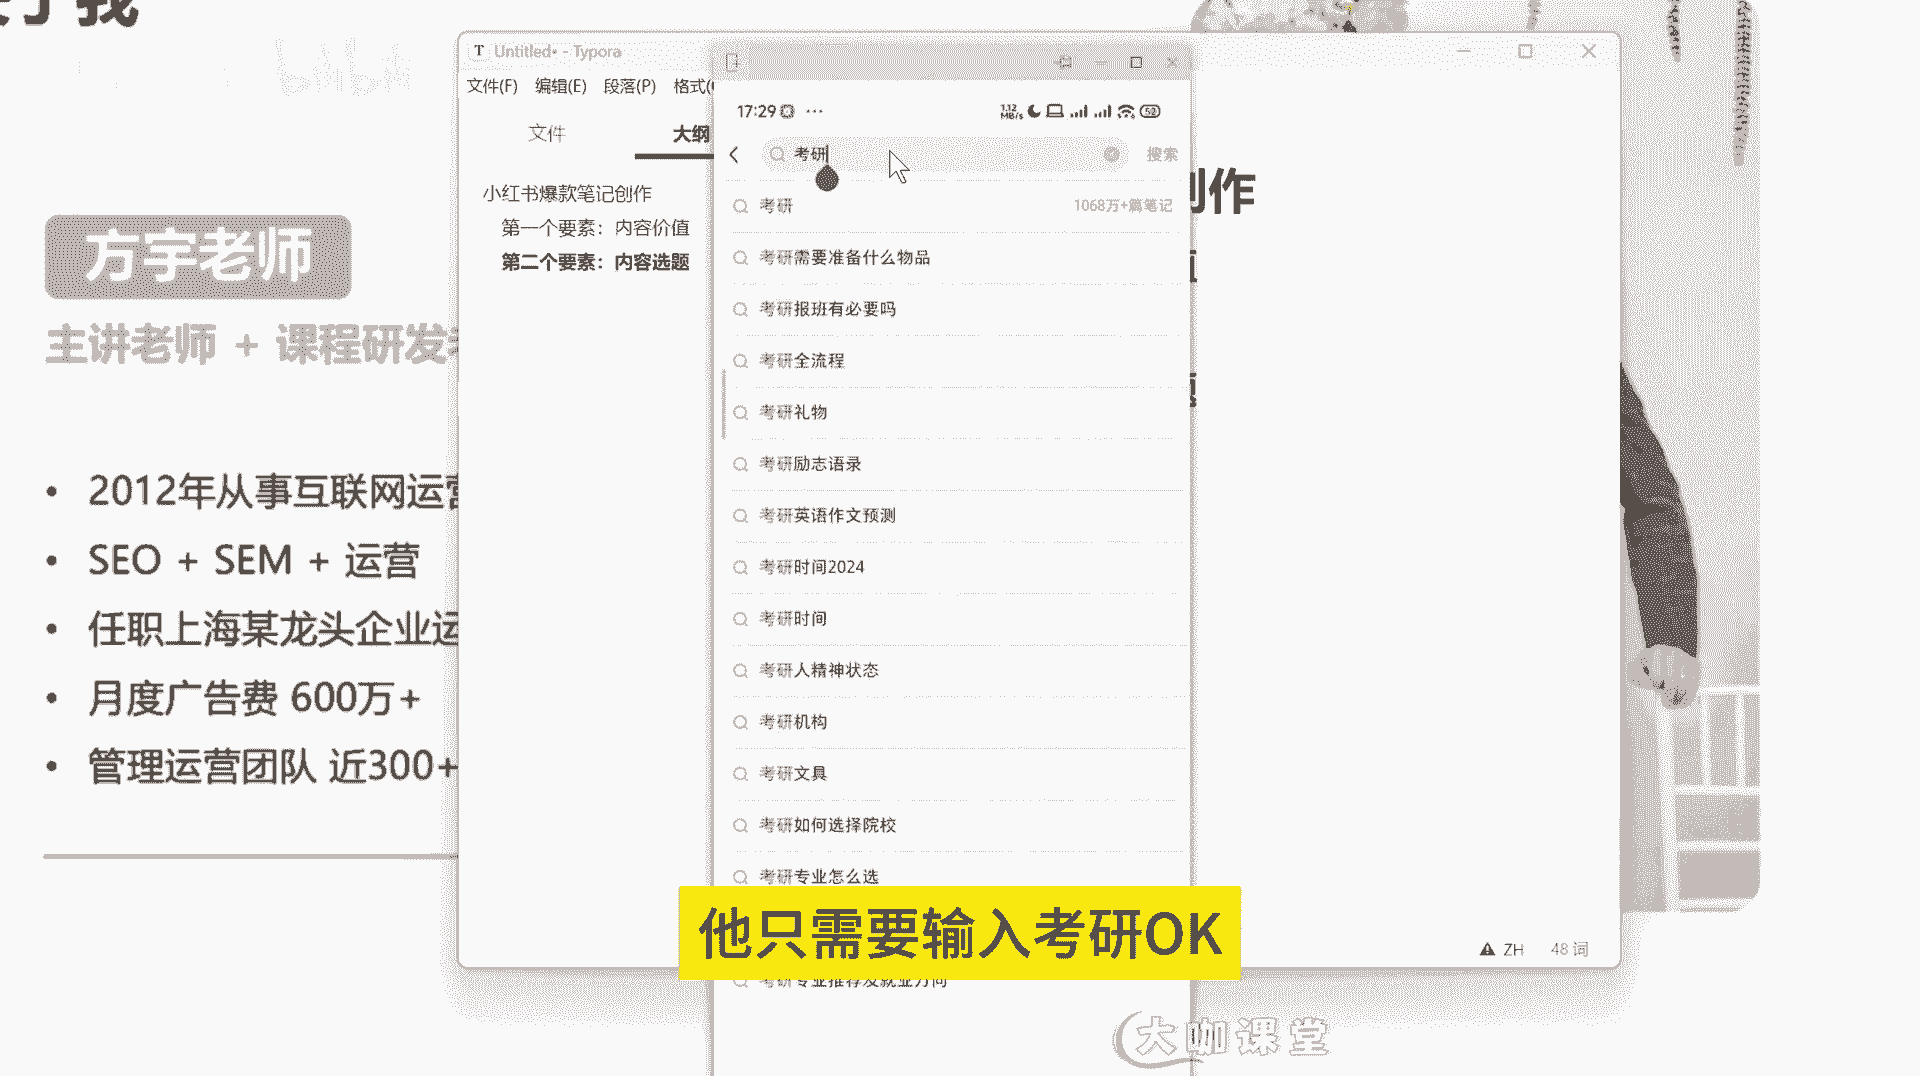 我
bilibili
方宇老师
主讲老师 + 课程研发
2012年从事互联网运营
SEO + SEM + 运营
任职上海某龙头企业运
月度广告费 600万+
管理运营团队 近300+
Untitled• - Typora
文件(F) 编辑(E) 段落(P) 格式(
文件 大纲
小红书爆款笔记创作
第一个要素：内容价值
第二个要素：内容选题
创作
17:29 ···
1.12 MB/s
50
考研 搜索
考研 1068万+篇笔记
考研需要准备什么物品
考研报班有必要吗
考研全流程
考研礼物
考研励志语录
考研英语作文预测
考研时间2024
考研时间
考研人精神状态
考研机构
考研文具
考研如何选择院校
考研专业怎么选
他只需要输入考研OK
考研专业推荐及就业方向
ZH 48 词
大咖课堂